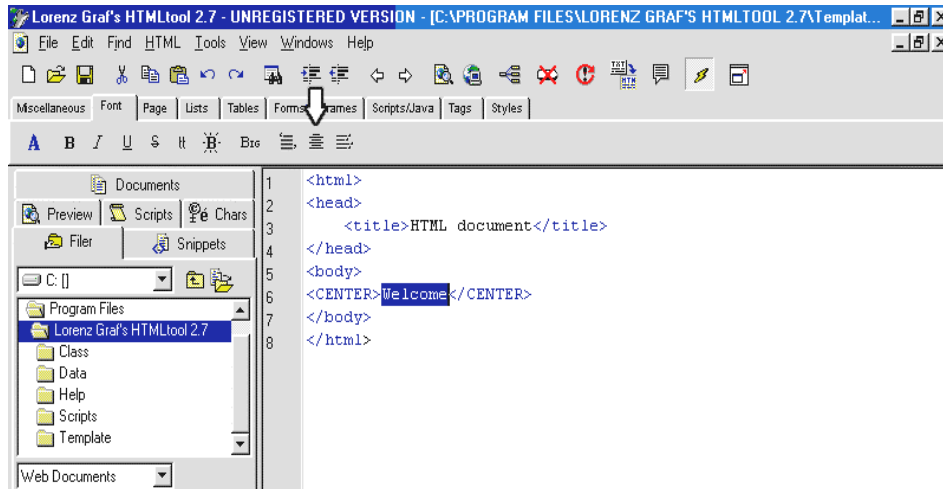 Lorenz Graf's HTMLtool 2.7 - UNREGISTERED VERSION - [C:\PROGRAM FILES\LORENZ GRAF'S HTMLTOOL 2.7\Templat...
File Edit Find HTML Tools View Windows Help
Miscellaneous Font Page Lists Tables Forms Frames Scripts/Java Tags Styles
A B I U S tt B BIG
Documents
Preview Scripts Chars
Filer Snippets
C: []
Program Files
Lorenz Graf's HTMLtool 2.7
Class
Data
Help
Scripts
Template
Web Documents
1 <html>
2 <head>
3 <title>HTML document</title>
4 </head>
5 <body>
6 <CENTER>Welcome</CENTER>
7 </body>
8 </html>